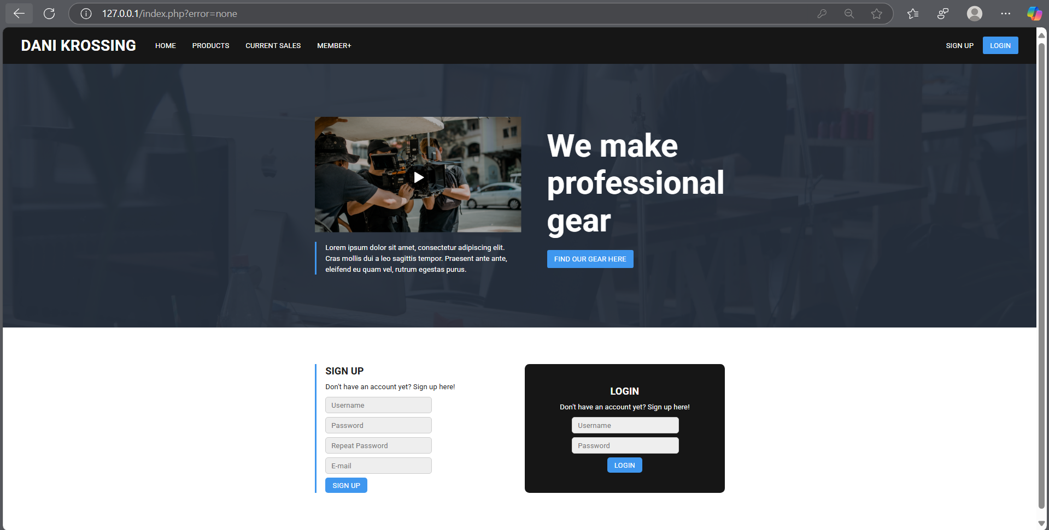 127.0.0.1/index.php?error=none
DANI KROSSING
HOME
PRODUCTS
CURRENT SALES
MEMBER+
SIGN UP
LOGIN
We make
professional
gear
Lorem ipsum dolor sit amet, consectetur adipiscing elit.
Cras mollis dui a leo sagittis tempor. Praesent ante ante,
eleifend eu quam vel, rutrum egestas purus.
FIND OUR GEAR HERE
SIGN UP
Don't have an account yet? Sign up here!
Username
Password
Repeat Password
E-mail
SIGN UP
LOGIN
Don't have an account yet? Sign up here!
Username
Password
LOGIN